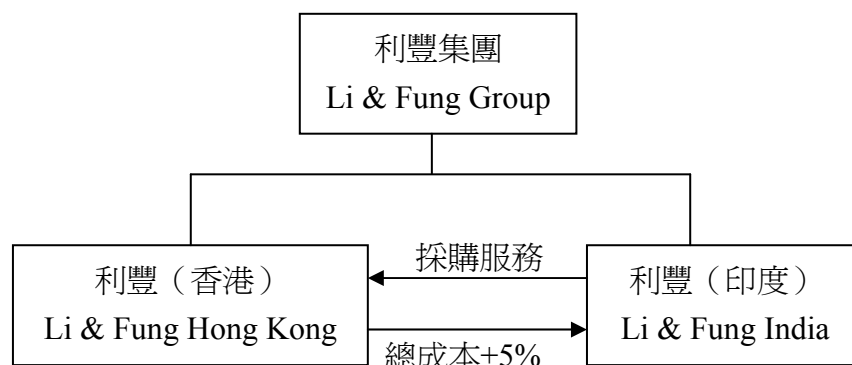 利豐集團
Li & Fung Group
採購服務
利豐（香港）
Li & Fung Hong Kong
利豐（印度）
Li & Fung India
總成本+5%